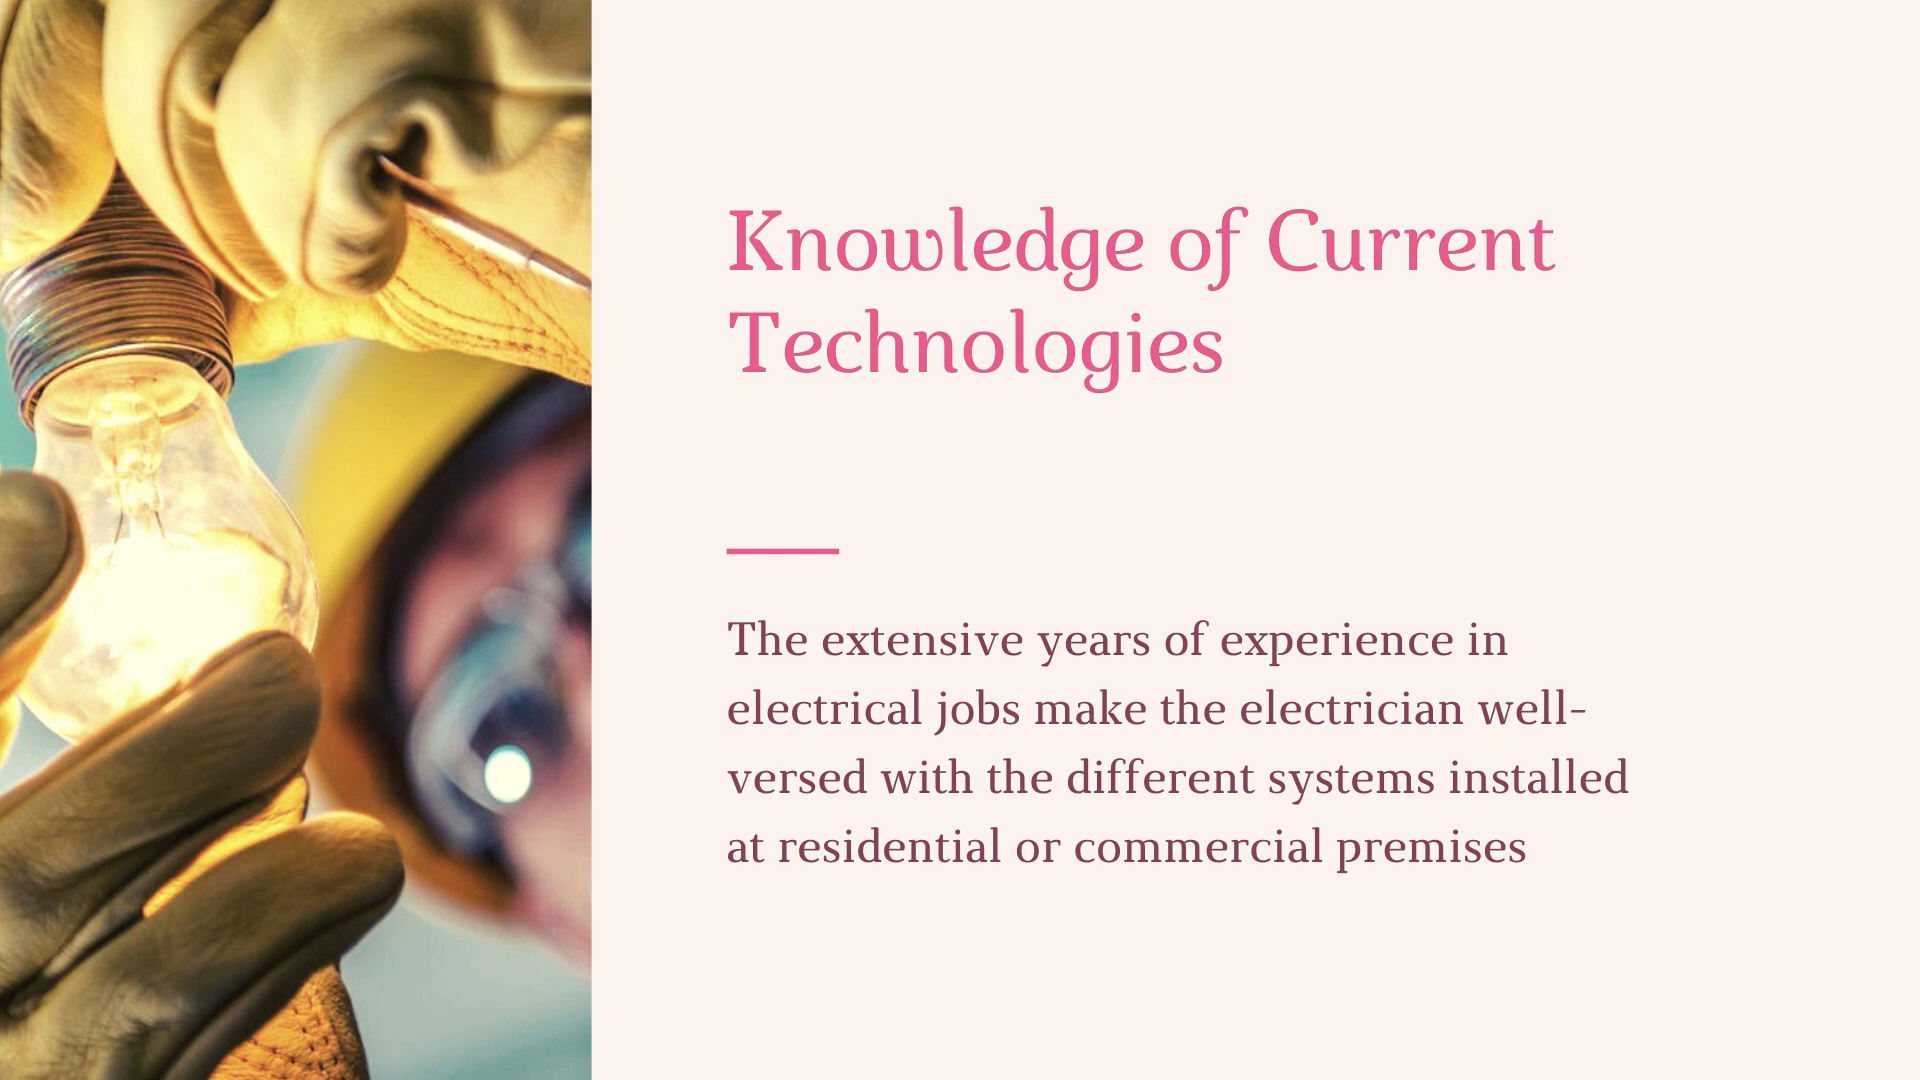 Knowledge of Current
Technologies
The extensive years of experience in
electrical jobs make the electrician well-
versed with the different systems installed
at residential or commercial premises